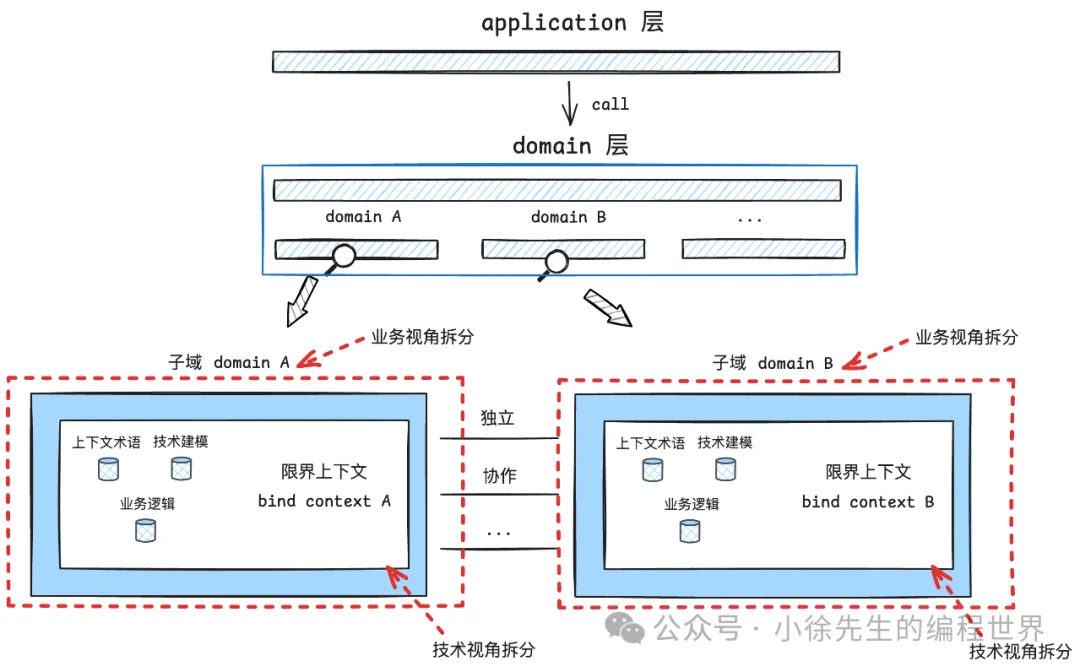 application 层
call
domain 层
domain A
domain B
...
业务视角拆分
业务视角拆分
子域 domain A
子域 domain B
上下文术语 技术建模
业务逻辑
限界上下文
bind context A
独立
协作
...
上下文术语 技术建模
业务逻辑
限界上下文
bind context B
公众号 · 小徐先生的编程世界
技术视角拆分
技术视角拆分